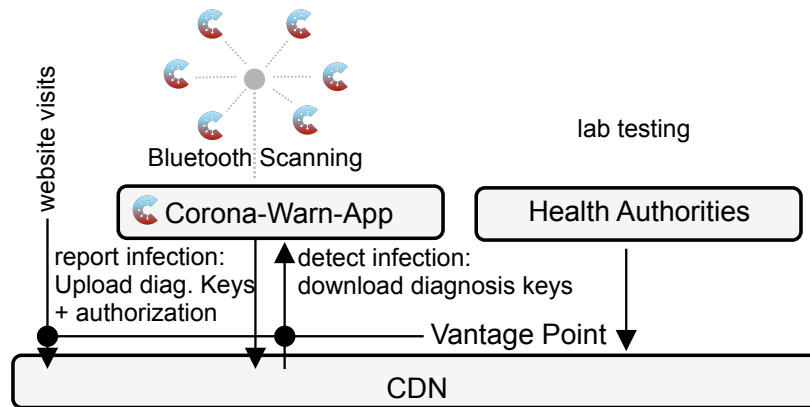 website visits
Bluetooth Scanning
lab testing
Corona-Warn-App
Health Authorities
report infection:
Upload diag. Keys
+ authorization
detect infection:
download diagnosis keys
Vantage Point
CDN